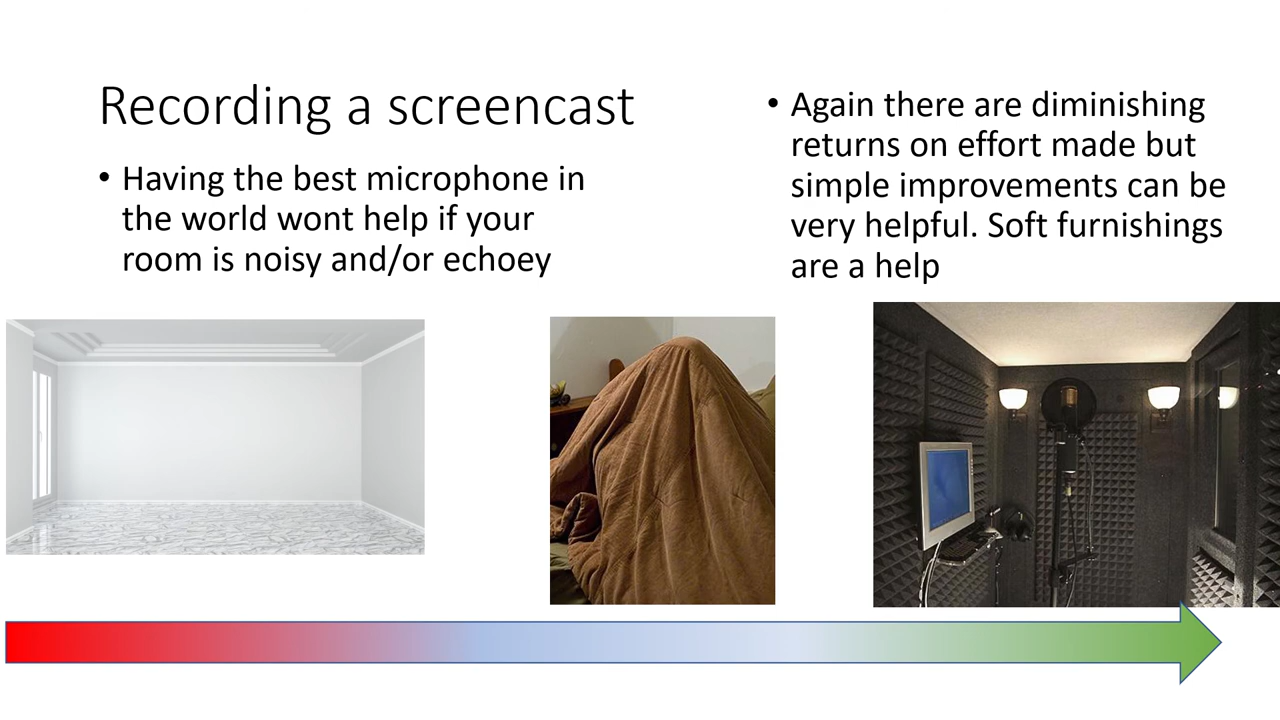 Recording a screencast
• Having the best microphone in
the world wont help if your
room is noisy and/or echoey
• Again there are diminishing
returns on effort made but
simple improvements can be
very helpful. Soft furnishings
are a help